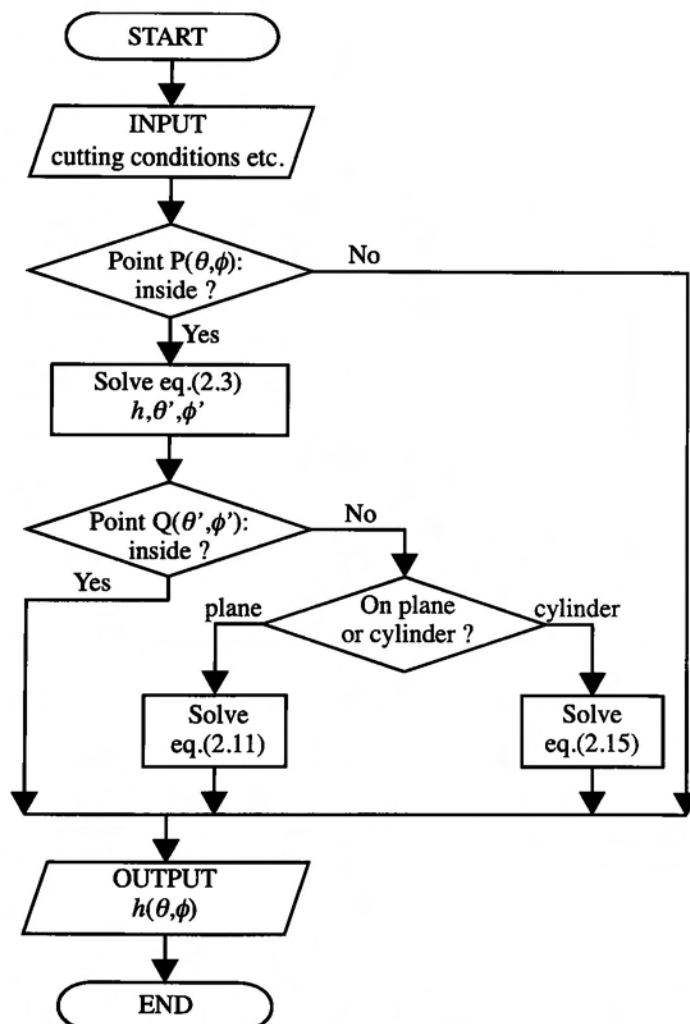 START
INPUT
cutting conditions etc.
Point P(θ,ϕ):
inside ?
No
Yes
Solve eq.(2.3)
h,θ’,ϕ’
Point Q(θ’,ϕ’):
inside ?
No
Yes
On plane
or cylinder ?
plane
cylinder
Solve
eq.(2.11)
Solve
eq.(2.15)
OUTPUT
h(θ,ϕ)
END